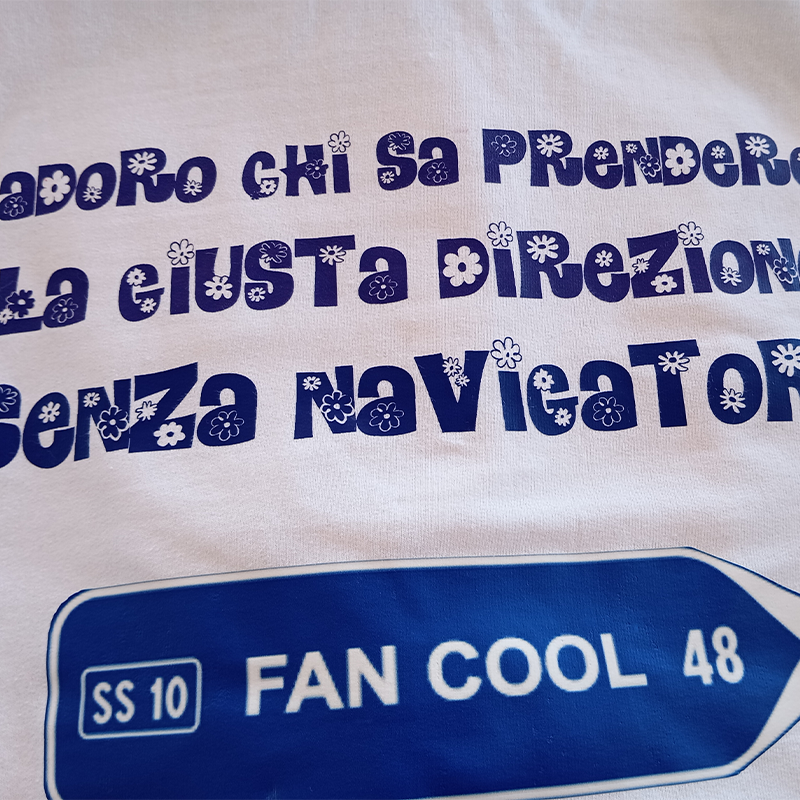 aDORO CHi Sa PReNDeRe
La GiUSTa DiReZiON
SeNZa NaViGaTOR
SS 10 FAN COOL 48